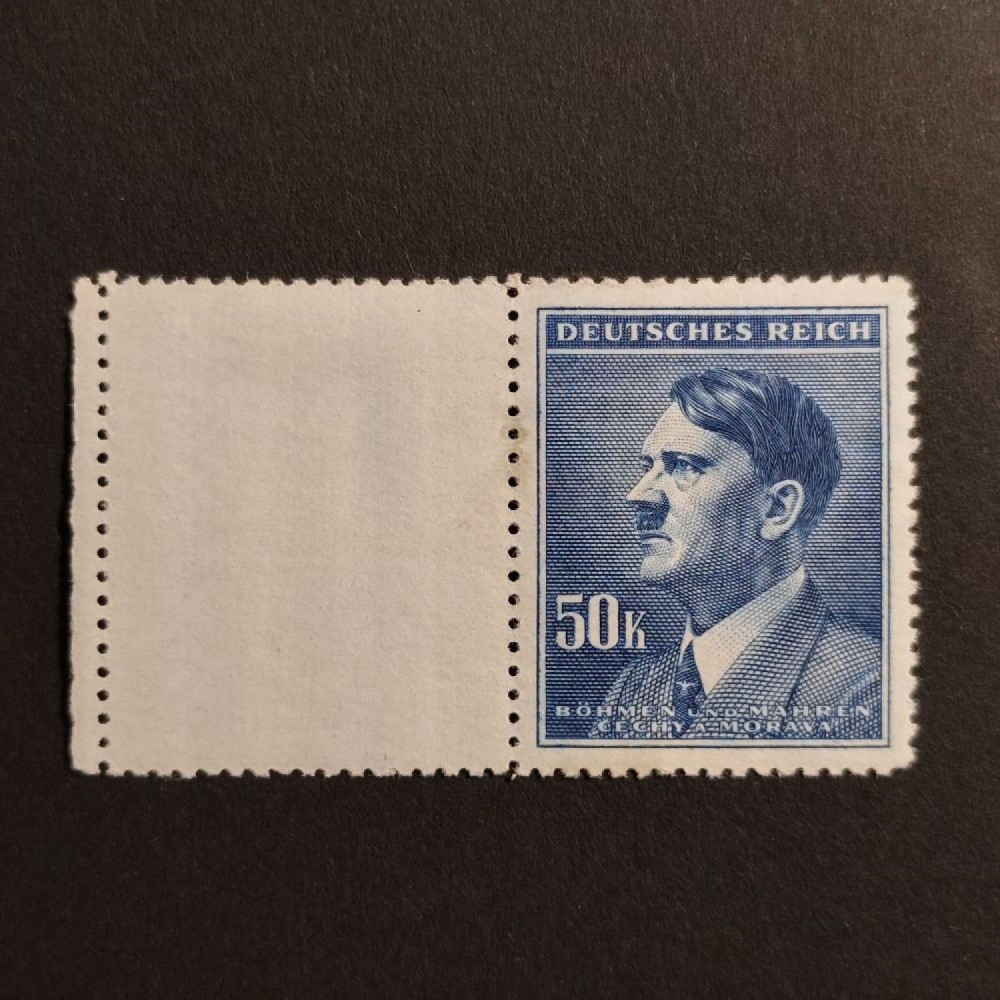 DEUTSCHES REICH
50K
BÖHMEN UND MÄHREN
ČECHY A MORAVA